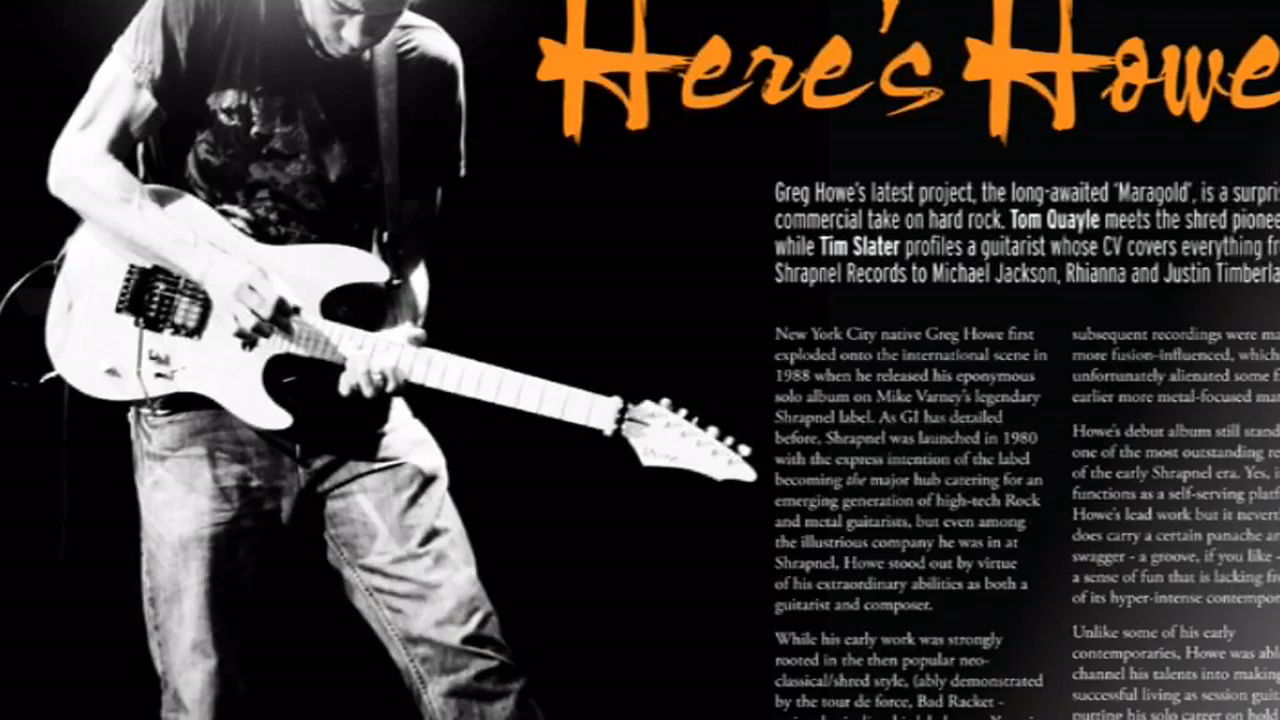 Here's Howe
Greg Howe's latest project, the long-awaited 'Maragold', is a surpri
commercial take on hard rock. Tom Quayle meets the shred pionee
while Tim Slater profiles a guitarist whose CV covers everything fr
Shrapnel Records to Michael Jackson, Rhianna and Justin Timberla
New York City native Greg Howe first
exploded onto the international scene in
1988 when he released his eponymous
solo album on Mike Varney's legendary
Shrapnel label. As GI has detailed
before, Shrapnel was launched in 1980
with the express intention of the label
becoming the major hub catering for an
emerging generation of high-tech Rock
and metal guitarists, but even among
the illustrious company he was in at
Shrapnel, Howe stood out by virtue
of his extraordinary abilities as both a
guitarist and composer.
While his early work was strongly
rooted in the then popular neo-
classical/shred style, (ably demonstrated
by the tour de force, Bad Racket -
subsequent recordings were ma
more fusion-influenced, which
unfortunately alienated some f
earlier more metal-focused mat
Howe's debut album still stand
one of the most outstanding re
of the early Shrapnel era. Yes, i
functions as a self-serving platf
Howe's lead work but it nevert
does carry a certain panache an
swagger - a groove, if you like -
a sense of fun that is lacking fr
of its hyper-intense contempor
Unlike some of his early
contemporaries, Howe was abl
channel his talents into making
successful living as session guit
putting his solo career on hold